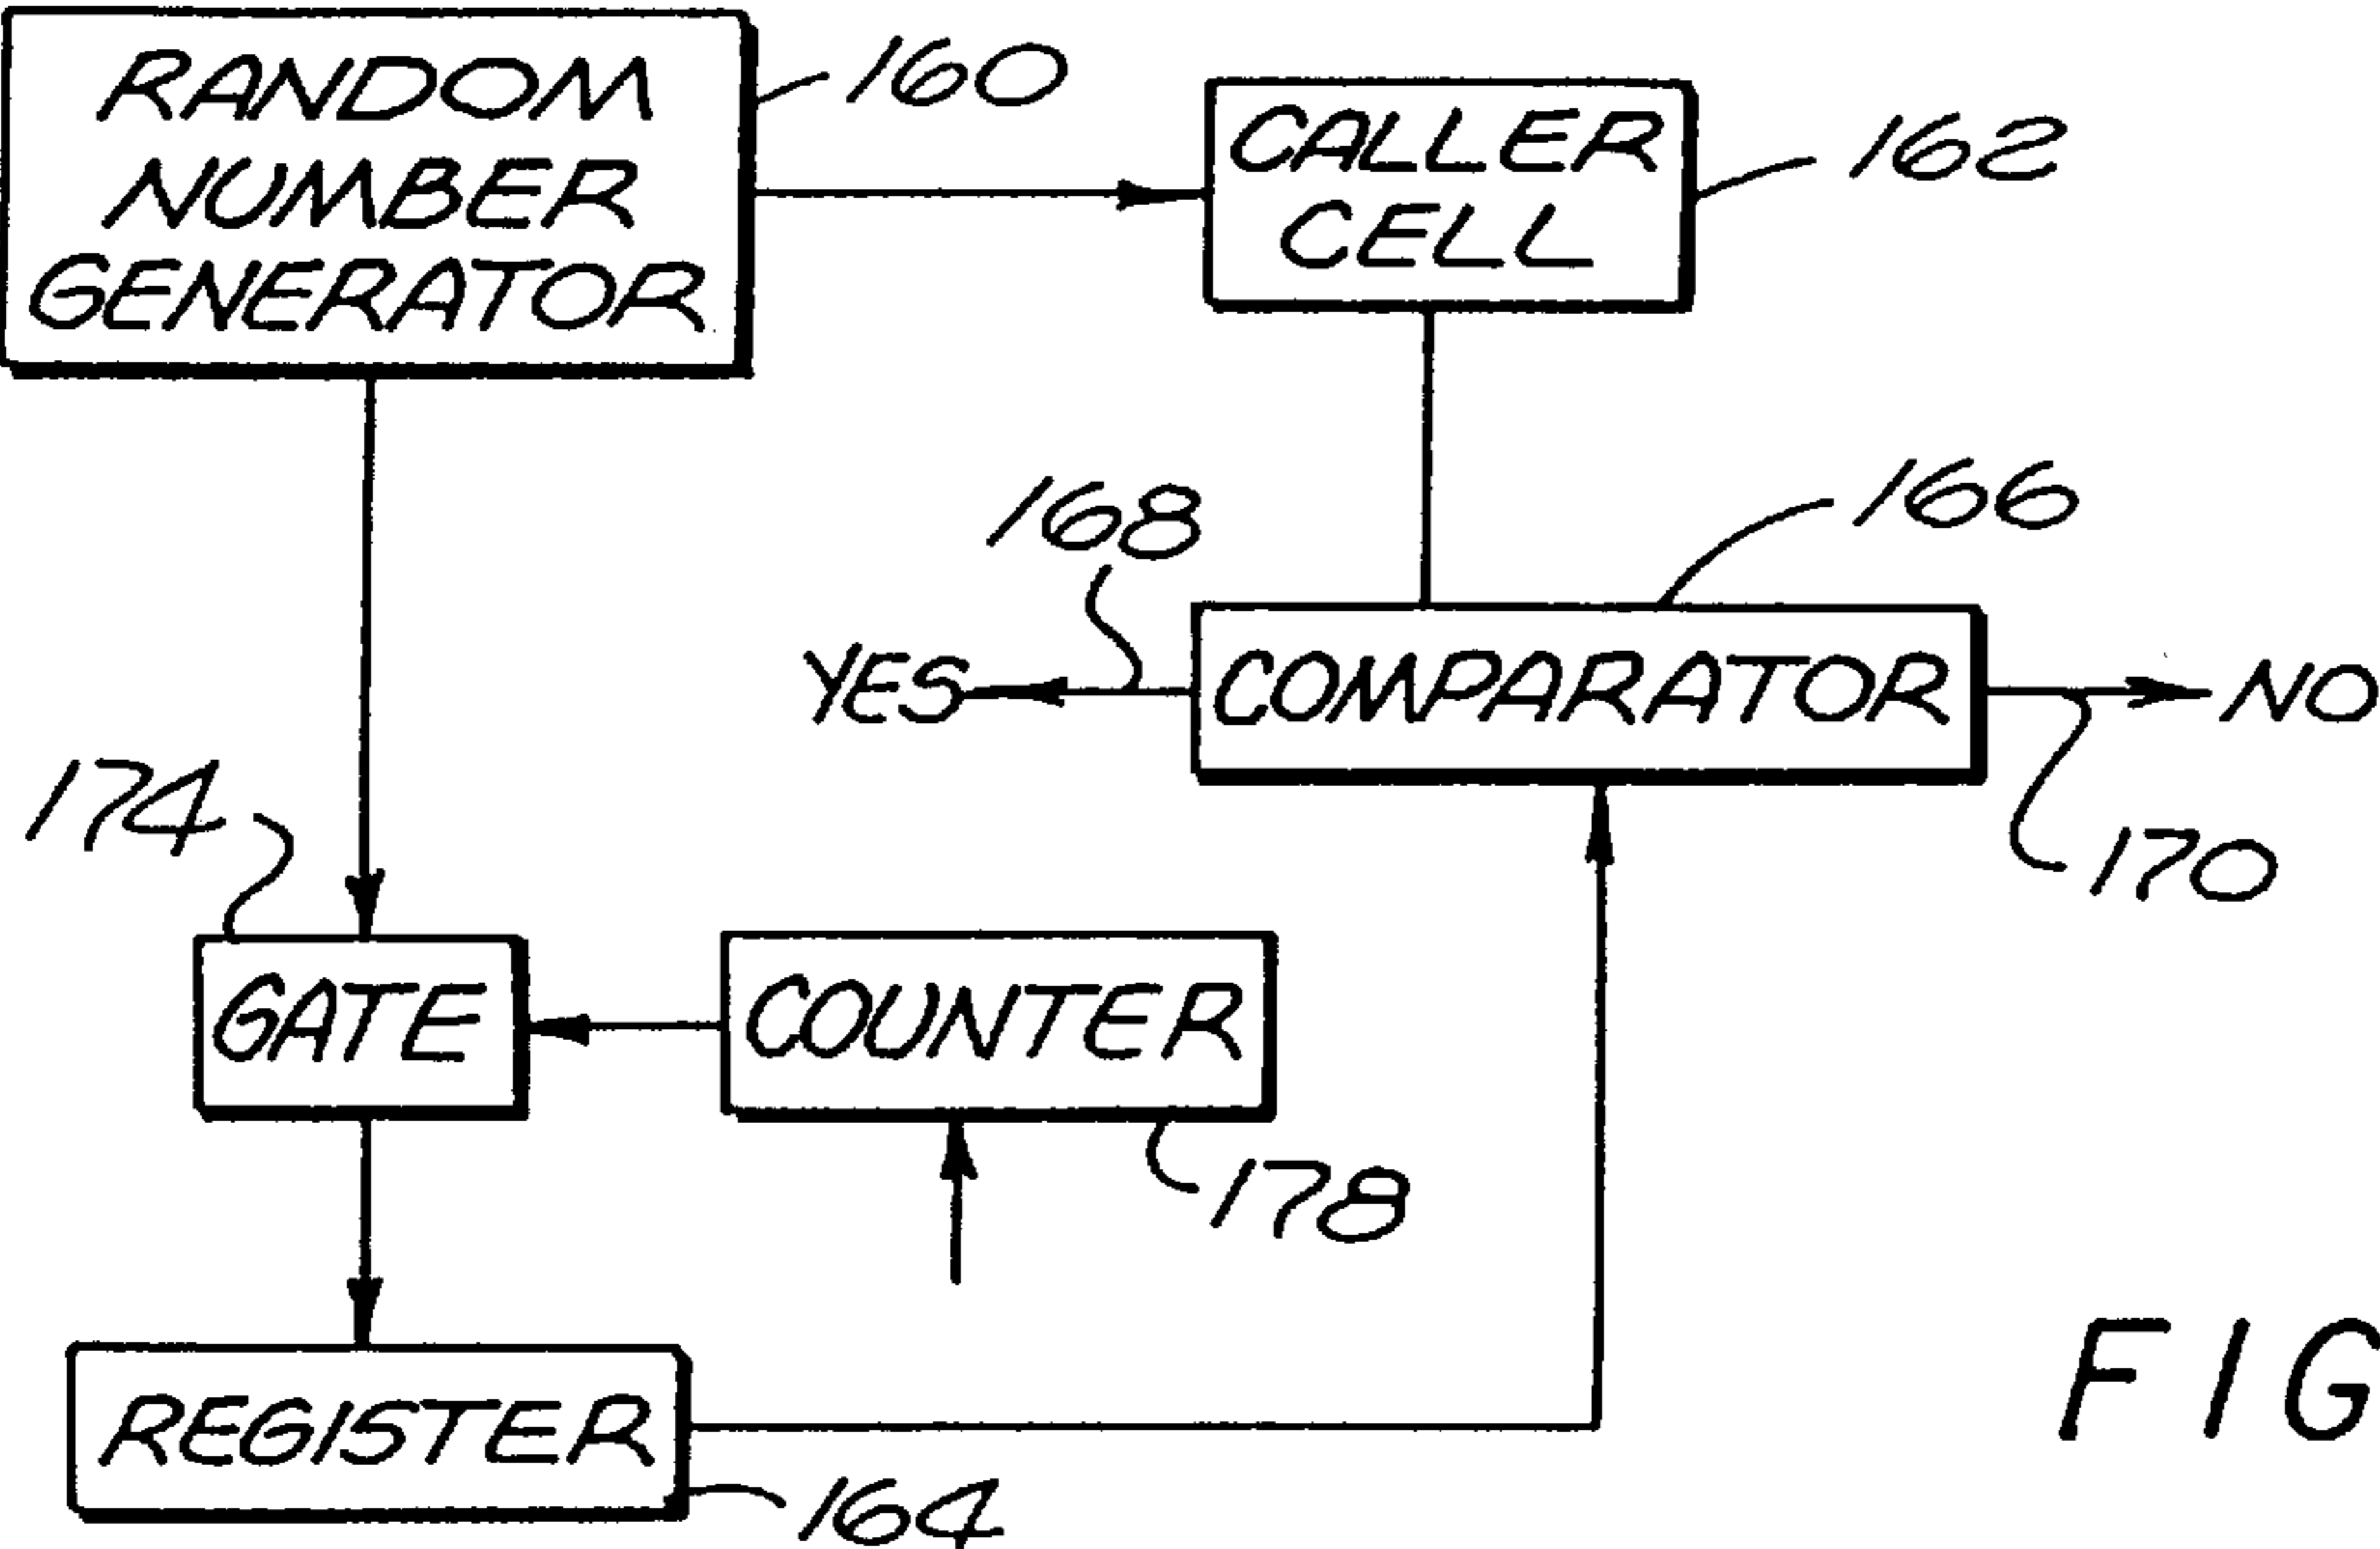 RANDOM
NUMBER
GENERATOR
160
CALLER
CELL
162
168
166
YES
COMPARATOR
NO
174
170
GATE
COUNTER
178
REGISTER
164
FIG